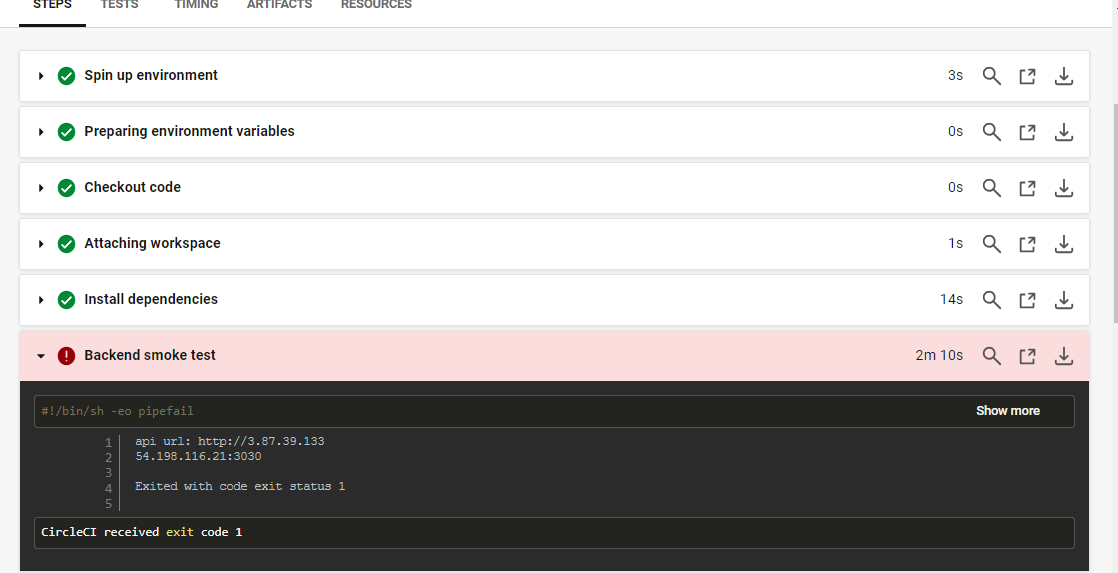 STEPS TESTS TIMING ARTIFACTS RESOURCES
Spin up environment 3s
Preparing environment variables 0s
Checkout code 0s
Attaching workspace 1s
Install dependencies 14s
Backend smoke test 2m 10s
#!/bin/sh -eo pipefail Show more
1 api url: http://3.87.39.133
2 54.198.116.21:3030
3
4 Exited with code exit status 1
5
CircleCI received exit code 1